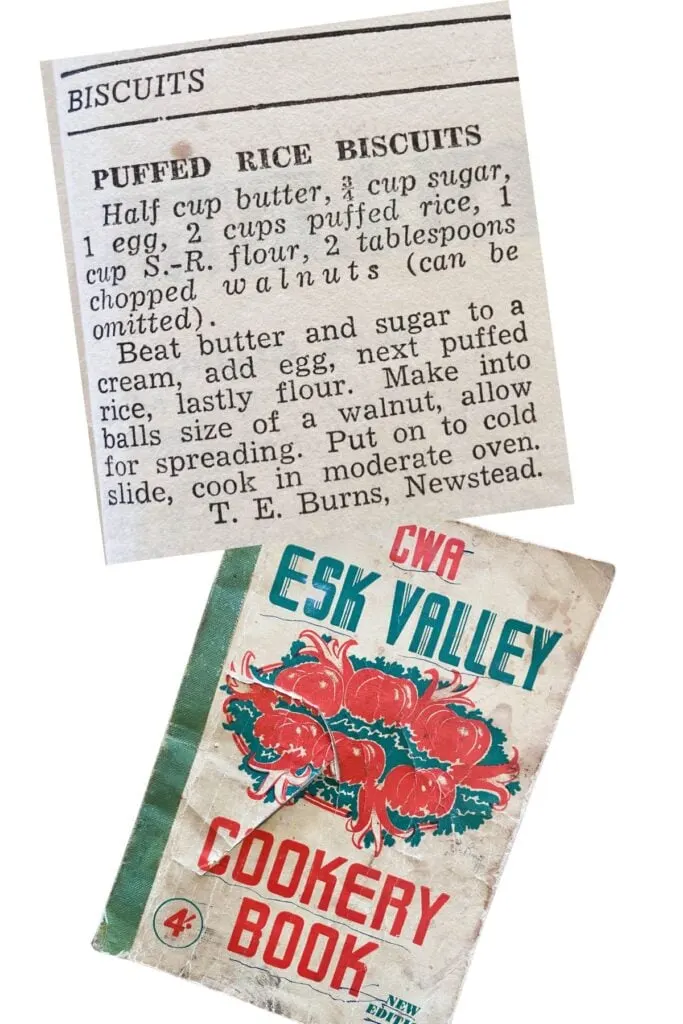 BISCUITS
PUFFED RICE BISCUITS
Half cup butter, ¾ cup sugar,
1 egg, 2 cups puffed rice, 1
cup S.-R. flour, 2 tablespoons
chopped walnuts (can be
omitted).
Beat butter and sugar to a
cream, add egg, next puffed
rice, lastly flour. Make into
balls size of a walnut, allow
for spreading. Put on to cold
slide, cook in moderate oven.
T. E. Burns, Newstead.
CWA
ESK VALLEY
COOKERY
BOOK
4/-
NEW